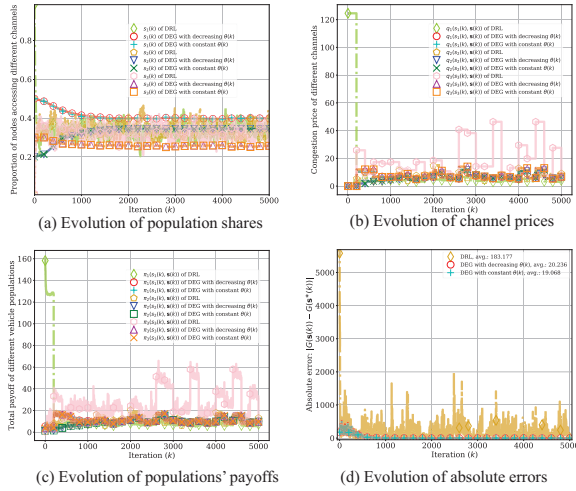 Proportion of nodes accessing different channels
0.8
0.6
0.4
0.2
0
1000
2000
3000
4000
5000
Iteration (k)
s₁(k) of DRL
s₁(k) of DEG with decreasing θ(k)
s₁(k) of DEG with constant θ(k)
s₂(k) of DRL
s₂(k) of DEG with decreasing θ(k)
s₂(k) of DEG with constant θ(k)
s₃(k) of DRL
s₃(k) of DEG with decreasing θ(k)
s₃(k) of DEG with constant θ(k)
(a) Evolution of population shares
Congestion price of different channels
120
100
80
60
40
20
0
0
1000
2000
3000
4000
5000
Iteration (k)
q₁(s₁(k), s(k)) of DRL
q₁(s₁(k), s(k)) of DEG with decreasing θ(k)
q₁(s₁(k), s(k)) of DEG with constant θ(k)
q₂(s₂(k), s(k)) of DRL
q₂(s₂(k), s(k)) of DEG with decreasing θ(k)
q₂(s₂(k), s(k)) of DEG with constant θ(k)
q₃(s₃(k), s(k)) of DRL
q₃(s₃(k), s(k)) of DEG with decreasing θ(k)
q₃(s₃(k), s(k)) of DEG with constant θ(k)
(b) Evolution of channel prices
Total payoff of different vehicle populations
160
140
120
100
80
60
40
20
0
0
1000
2000
3000
4000
5000
Iteration (k)
π₁(s₁(k), s(k)) of DRL
π₁(s₁(k), s(k)) of DEG with decreasing θ(k)
π₁(s₁(k), s(k)) of DEG with constant θ(k)
π₂(s₂(k), s(k)) of DRL
π₂(s₂(k), s(k)) of DEG with decreasing θ(k)
π₂(s₂(k), s(k)) of DEG with constant θ(k)
π₃(s₃(k), s(k)) of DRL
π₃(s₃(k), s(k)) of DEG with decreasing θ(k)
π₃(s₃(k), s(k)) of DEG with constant θ(k)
(c) Evolution of populations' payoffs
Absolute error: |G(s(k)) − G(s*(k))|
5000
4000
3000
2000
1000
0
0
1000
2000
3000
4000
5000
Iteration (k)
DRL, avg.: 183.177
DEG with decreasing θ(k), avg.: 20.236
DEG with constant θ(k), avg.: 19.068
(d) Evolution of absolute errors